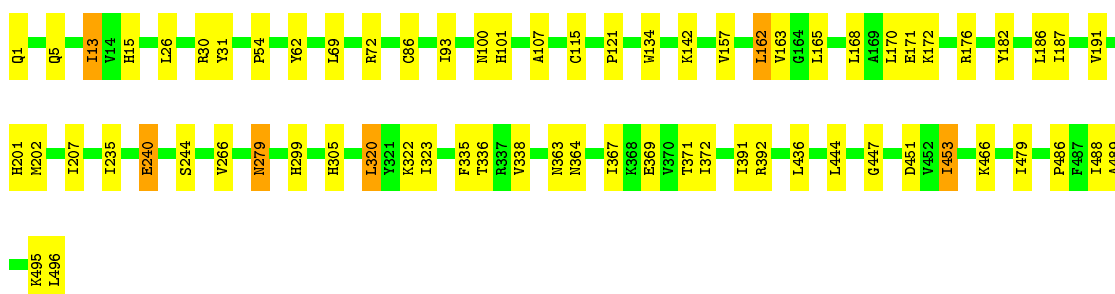 Q1 Q5 I13 V14 H15 L26 R30 Y31 P54 Y62 L69 R72 C86 I93 N100 H101 A107 C115 P121 W134 K142 V157 L162 V163 G164 L165 L168 A169 L170 E171 K172 R176 Y182 L186 I187 V191
H201 M202 I207 I235 E240 S244 V266 N279 H299 H305 L320 Y321 K322 I323 F335 T336 R337 V338 N363 N364 I367 K368 E369 V370 T371 I372 I391 R392 L436 L444 G447 D451 V452 I453 K466 I479 P486 F487 I488 A489
K495 L496